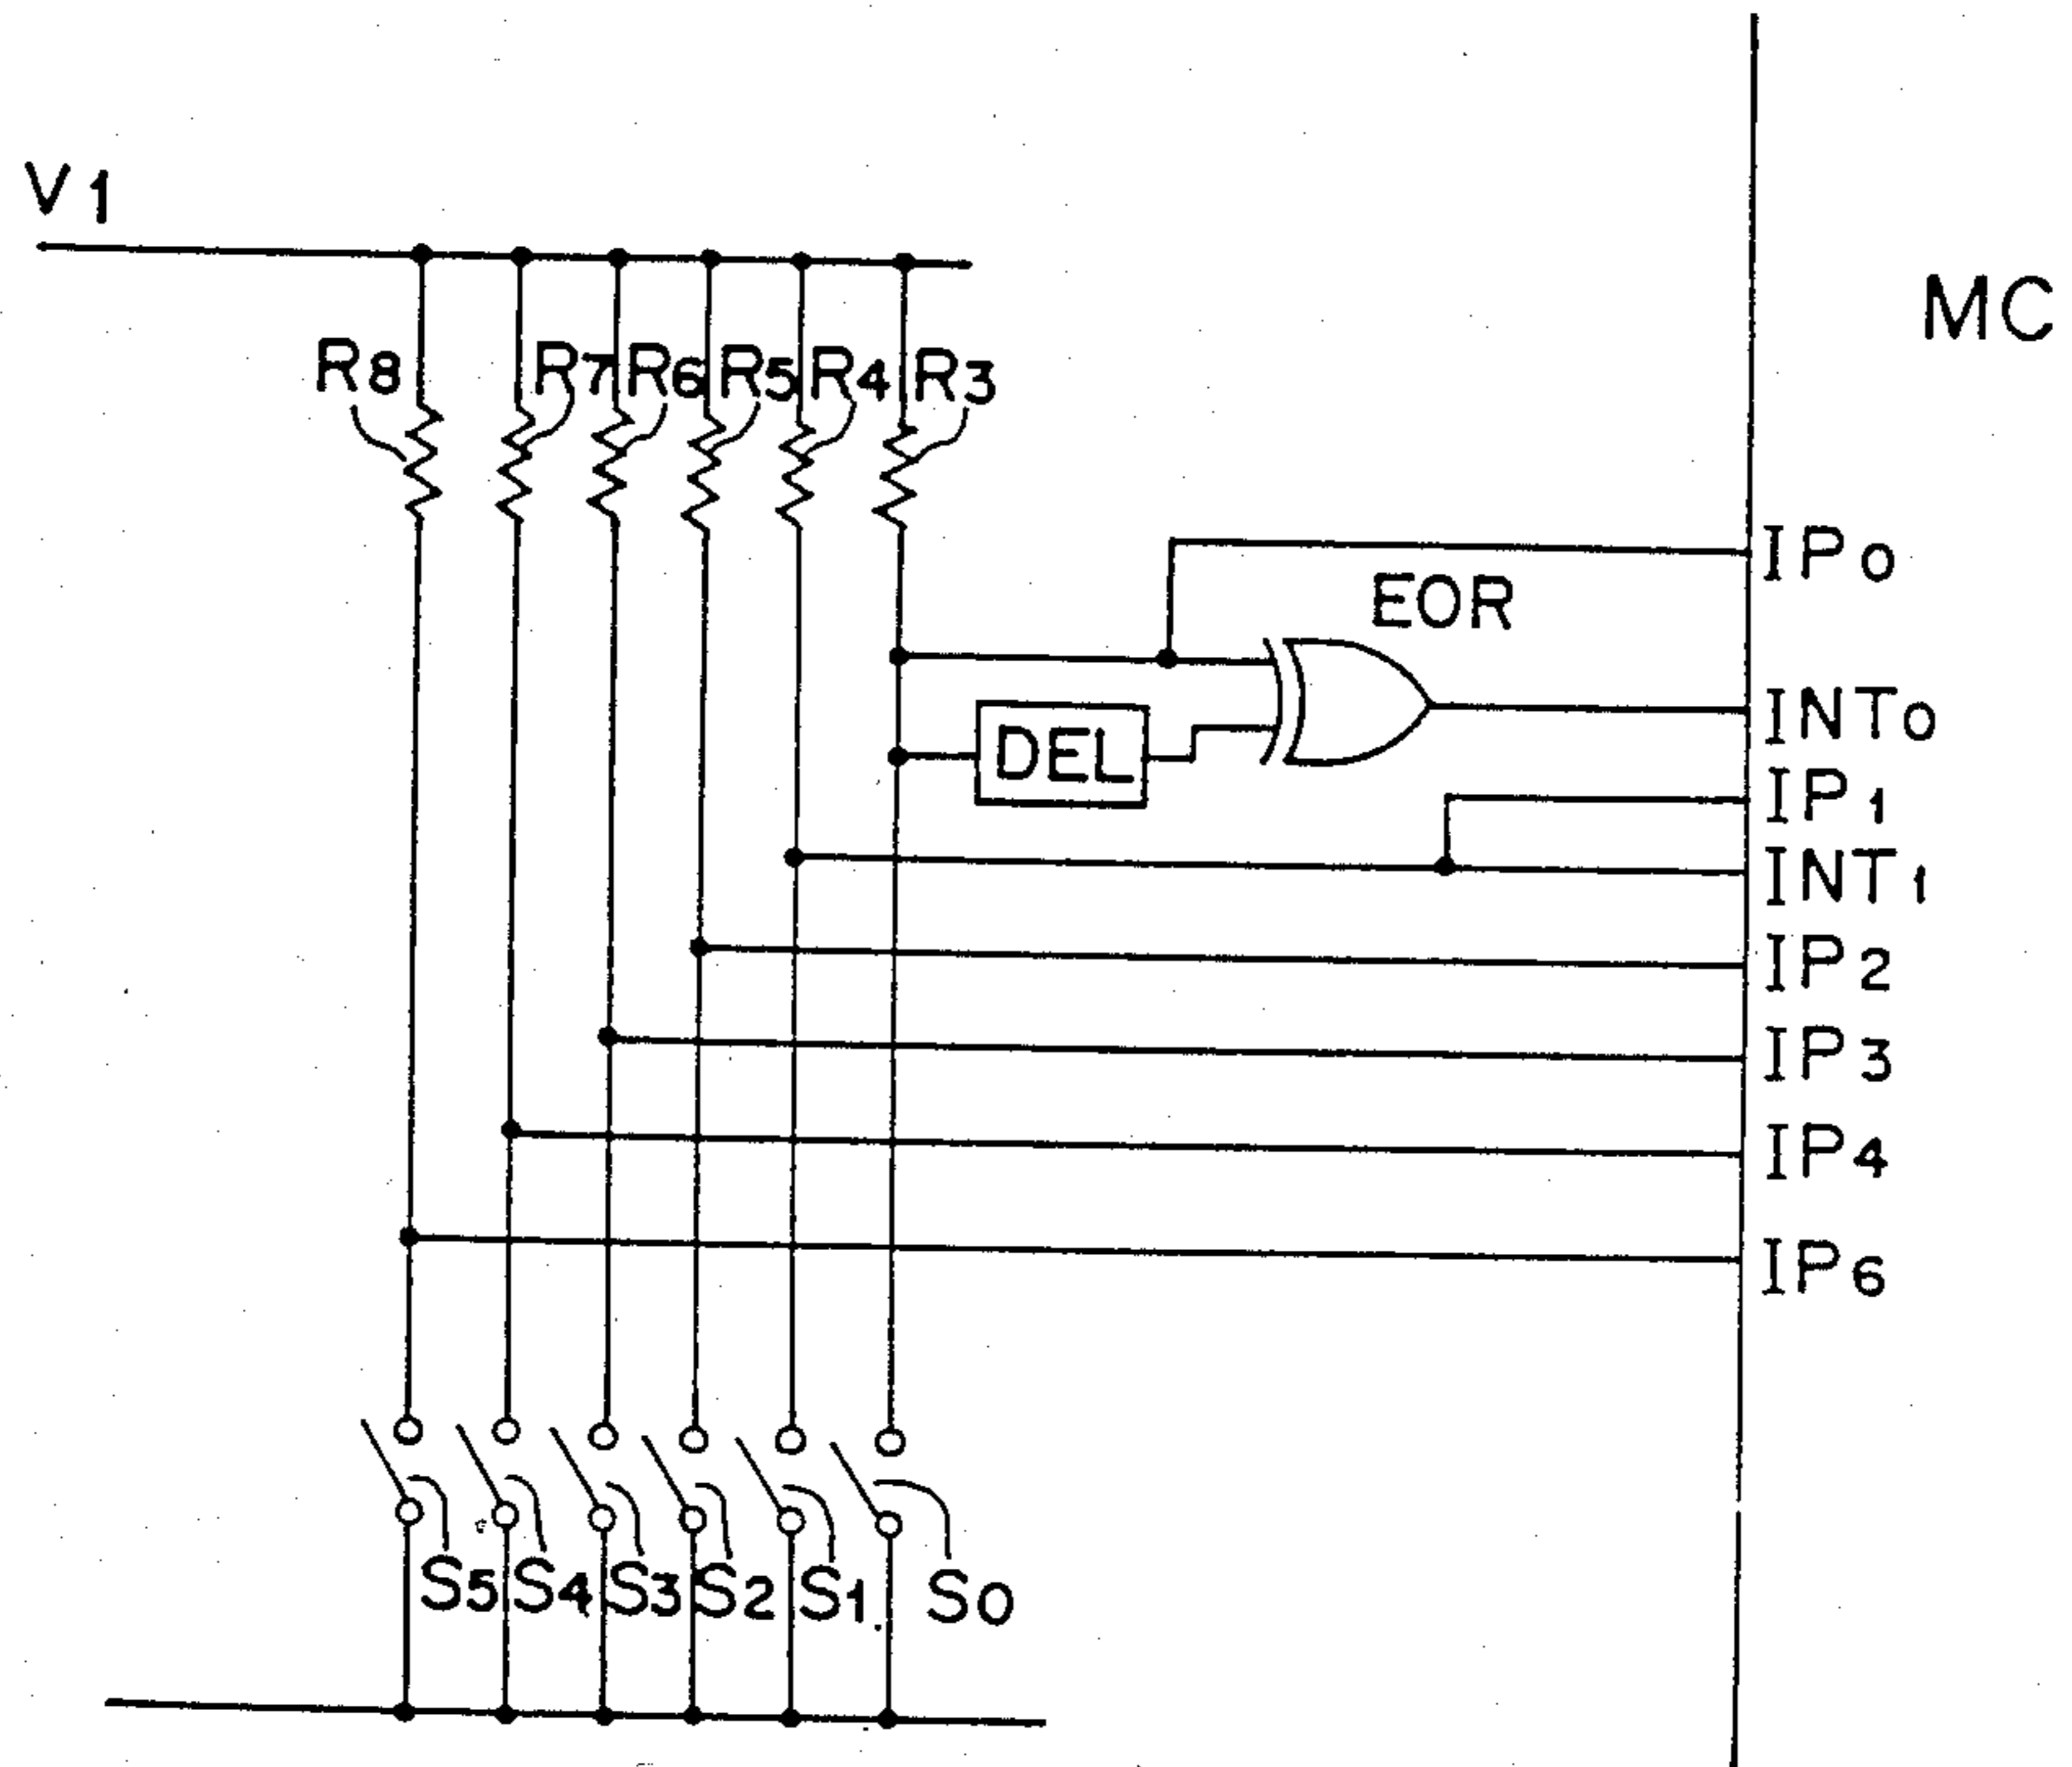 V1
MC
R8 R7 R6 R5 R4 R3
IP0
EOR
INT0
DEL
IP1
INT1
IP2
IP3
IP4
IP6
S5 S4 S3 S2 S1 S0